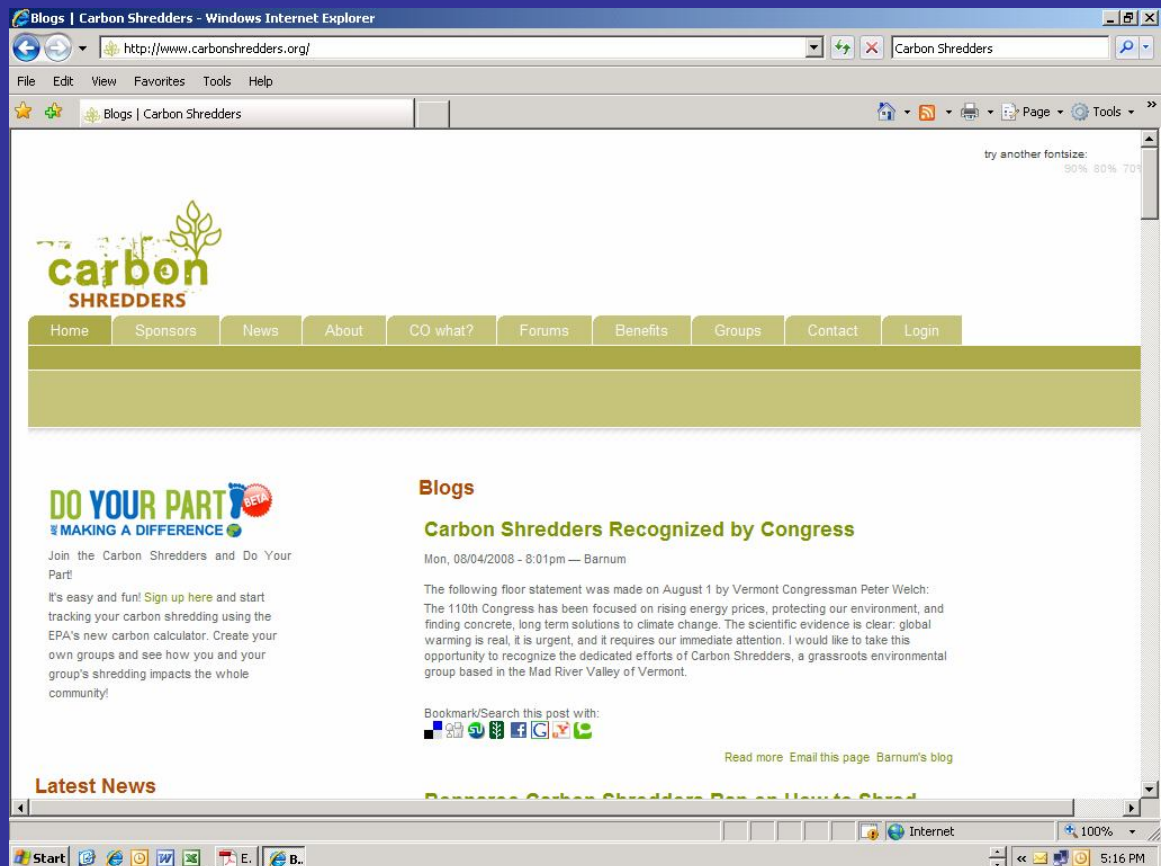 Blogs | Carbon Shredders - Windows Internet Explorer
http://www.carbonshredders.org/
Carbon Shredders
File Edit View Favorites Tools Help
Blogs | Carbon Shredders
Page Tools
try another fontsize:
90% 80% 70%
carbon
SHREDDERS
Home Sponsors News About CO what? Forums Benefits Groups Contact Login
DO YOUR PART BETA
MAKING A DIFFERENCE
Join the Carbon Shredders and Do Your
Part!
It's easy and fun! Sign up here and start
tracking your carbon shredding using the
EPA's new carbon calculator. Create your
own groups and see how you and your
group's shredding impacts the whole
community!
Latest News
Blogs
Carbon Shredders Recognized by Congress
Mon, 08/04/2008 - 8:01pm — Barnum
The following floor statement was made on August 1 by Vermont Congressman Peter Welch:
The 110th Congress has been focused on rising energy prices, protecting our environment, and
finding concrete, long term solutions to climate change. The scientific evidence is clear: global
warming is real, it is urgent, and it requires our immediate attention. I would like to take this
opportunity to recognize the dedicated efforts of Carbon Shredders, a grassroots environmental
group based in the Mad River Valley of Vermont.
Bookmark/Search this post with:
Read more Email this page Barnum's blog
Carbon Shredders Rap on How to Shred
Internet 100%
Start E. B.. 5:16 PM